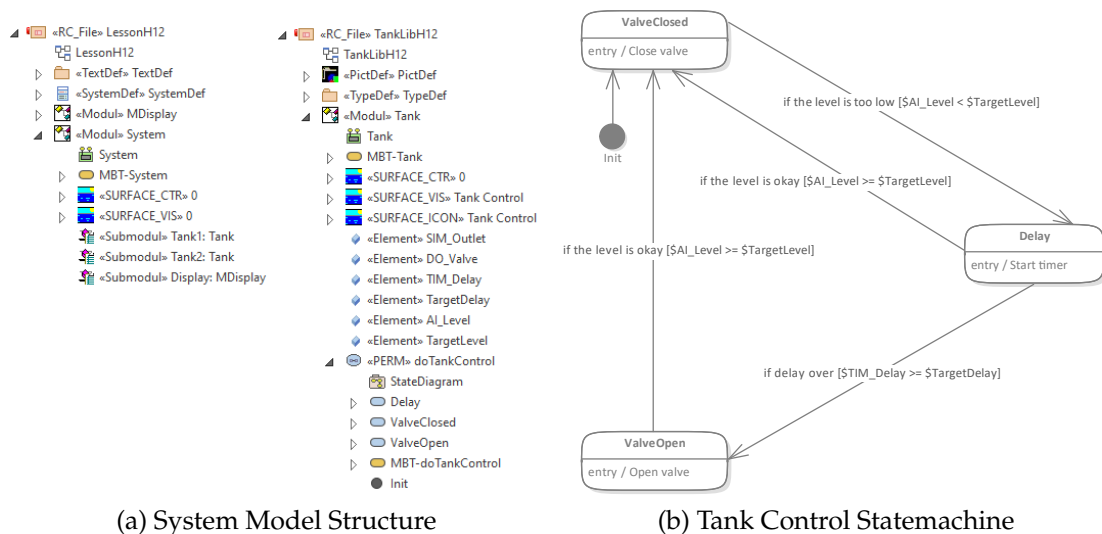 «RC_File» LessonH12
LessonH12
«TextDef» TextDef
«SystemDef» SystemDef
«Modul» MDisplay
«Modul» System
System
MBT-System
«SURFACE_CTR» 0
«SURFACE_VIS» 0
«Submodul» Tank1: Tank
«Submodul» Tank2: Tank
«Submodul» Display: MDisplay
«RC_File» TankLibH12
TankLibH12
«PictDef» PictDef
«TypeDef» TypeDef
«Modul» Tank
Tank
MBT-Tank
«SURFACE_CTR» 0
«SURFACE_VIS» Tank Control
«SURFACE_ICON» Tank Control
«Element» SIM_Outlet
«Element» DO_Valve
«Element» TIM_Delay
«Element» TargetDelay
«Element» AI_Level
«Element» TargetLevel
«PERM» doTankControl
StateDiagram
Delay
ValveClosed
ValveOpen
MBT-doTankControl
Init
(a) System Model Structure
ValveClosed
entry / Close valve
if the level is too low [$AI_Level < $TargetLevel]
Init
if the level is okay [$AI_Level >= $TargetLevel]
Delay
entry / Start timer
if the level is okay [$AI_Level >= $TargetLevel]
if delay over [$TIM_Delay >= $TargetDelay]
ValveOpen
entry / Open valve
(b) Tank Control Statemachine